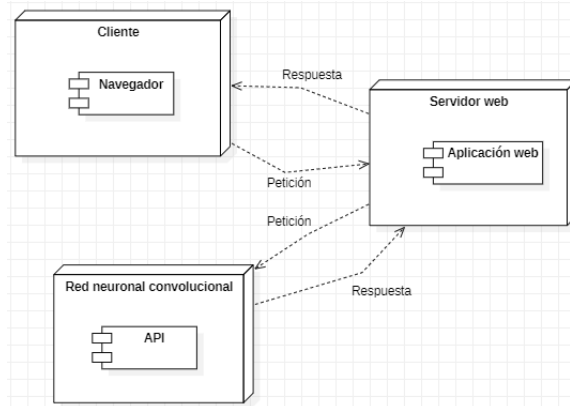 Cliente
Navegador
Respuesta
Servidor web
Aplicación web
Petición
Petición
Red neuronal convolucional
Respuesta
API